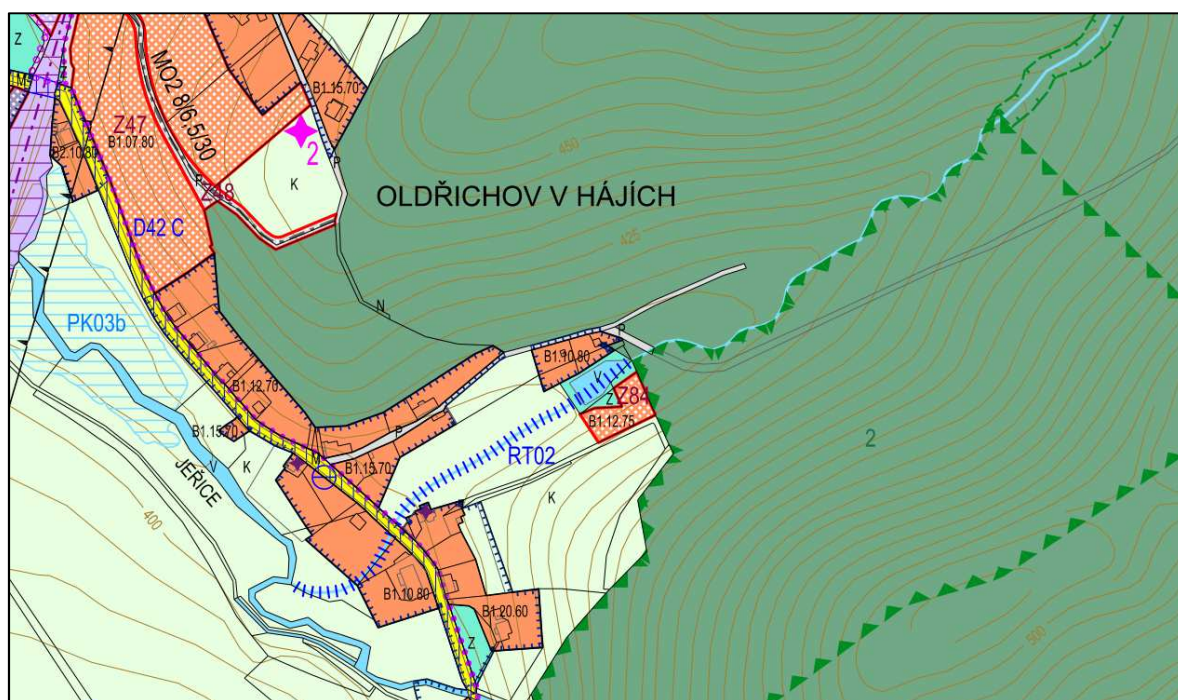 Z
M
Z
MO2 8/6.5/30
B1.15.70
Z47
B1.07.80
2
B2.10.30
P
K
Z48
OLDŘICHOV V HÁJÍCH
450
D42 C
425
N
PK03b
P
B1.10.80
V
Z
Z84
B1.12.70
B1.12.75
B1.15.70
P
2
M
RT02
V
K
B1.15.70
JEŘICE
K
400
B1.10.80
B1.20.60
Z
500